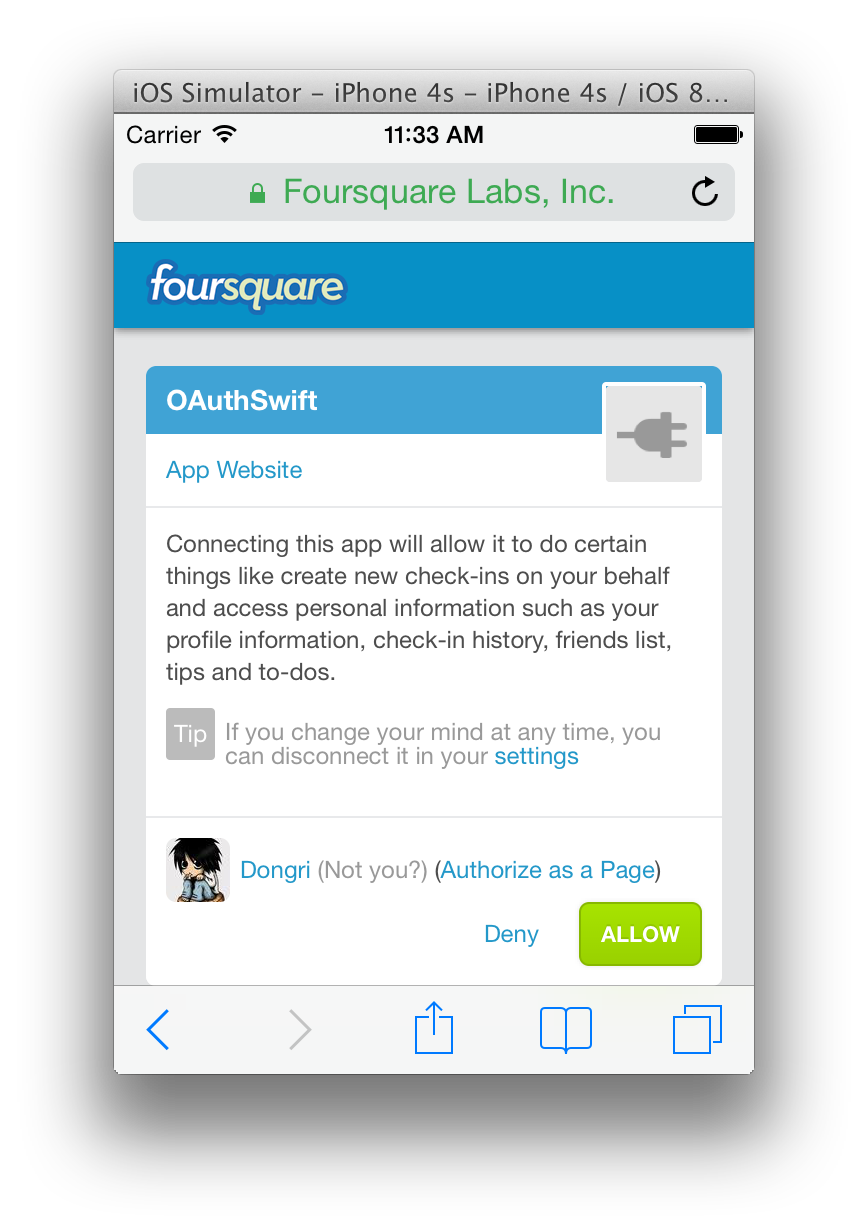 iOS Simulator – iPhone 4s – iPhone 4s / iOS 8...
Carrier 11:33 AM
Foursquare Labs, Inc.
foursquare
OAuthSwift
App Website
Connecting this app will allow it to do certain
things like create new check-ins on your behalf
and access personal information such as your
profile information, check-in history, friends list,
tips and to-dos.
Tip If you change your mind at any time, you
can disconnect it in your settings
Dongri (Not you?) (Authorize as a Page)
Deny ALLOW